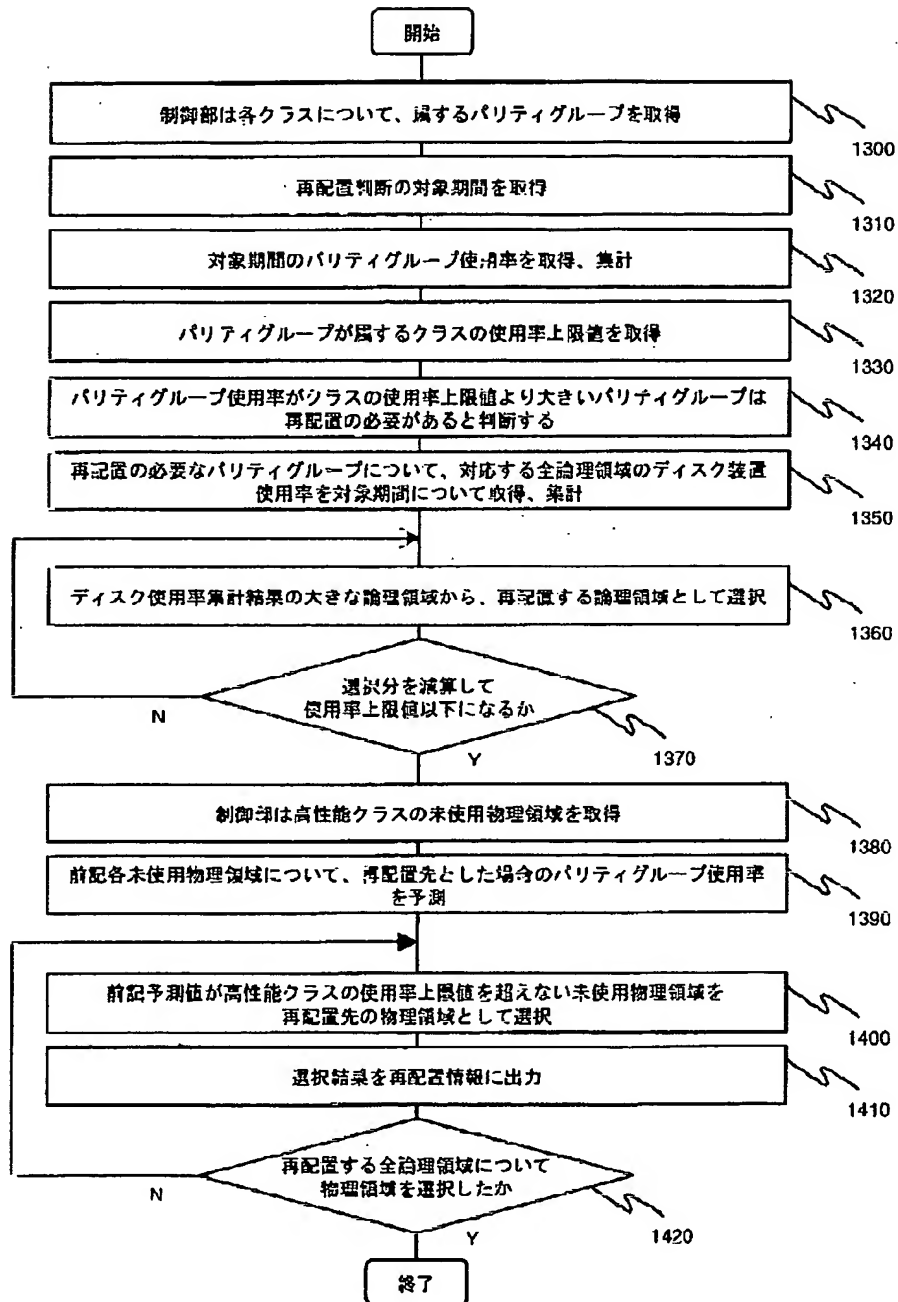 開始
制御部は各クラスについて、属するパリティグループを取得
1300
再配置判断の対象期間を取得
1310
対象期間のパリティグループ使用率を取得、集計
1320
パリティグループが属するクラスの使用率上限値を取得
1330
パリティグループ使用率がクラスの使用率上限値より大きいパリティグループは
再配置の必要があると判断する
1340
再配置の必要なパリティグループについて、対応する全論理領域のディスク装置
使用率を対象期間について取得、集計
1350
ディスク使用率集計結果の大きな論理領域から、再配置する論理領域として選択
1360
選択分を減算して
使用率上限値以下になるか
N
Y
1370
制御部は高性能クラスの未使用物理領域を取得
1380
前記各未使用物理領域について、再配置先とした場合のパリティグループ使用率
を予測
1390
前記予測値が高性能クラスの使用率上限値を超えない未使用物理領域を
再配置先の物理領域として選択
1400
選択結果を再配置情報に出力
1410
再配置する全論理領域について
物理領域を選択したか
N
Y
1420
終了